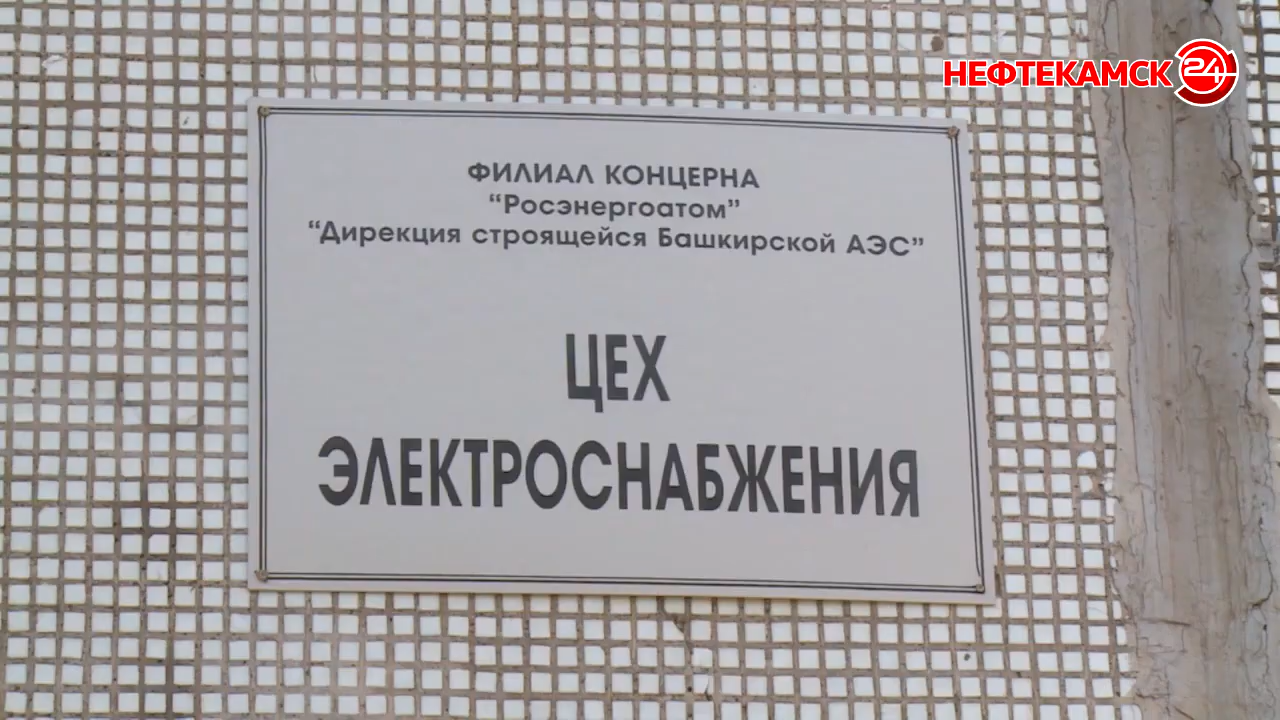 НЕФТЕКАМСК 24
ФИЛИАЛ КОНЦЕРНА
“Росэнергоатом”
“Дирекция строящейся Башкирской АЭС”
ЦЕХ
ЭЛЕКТРОСНАБЖЕНИЯ